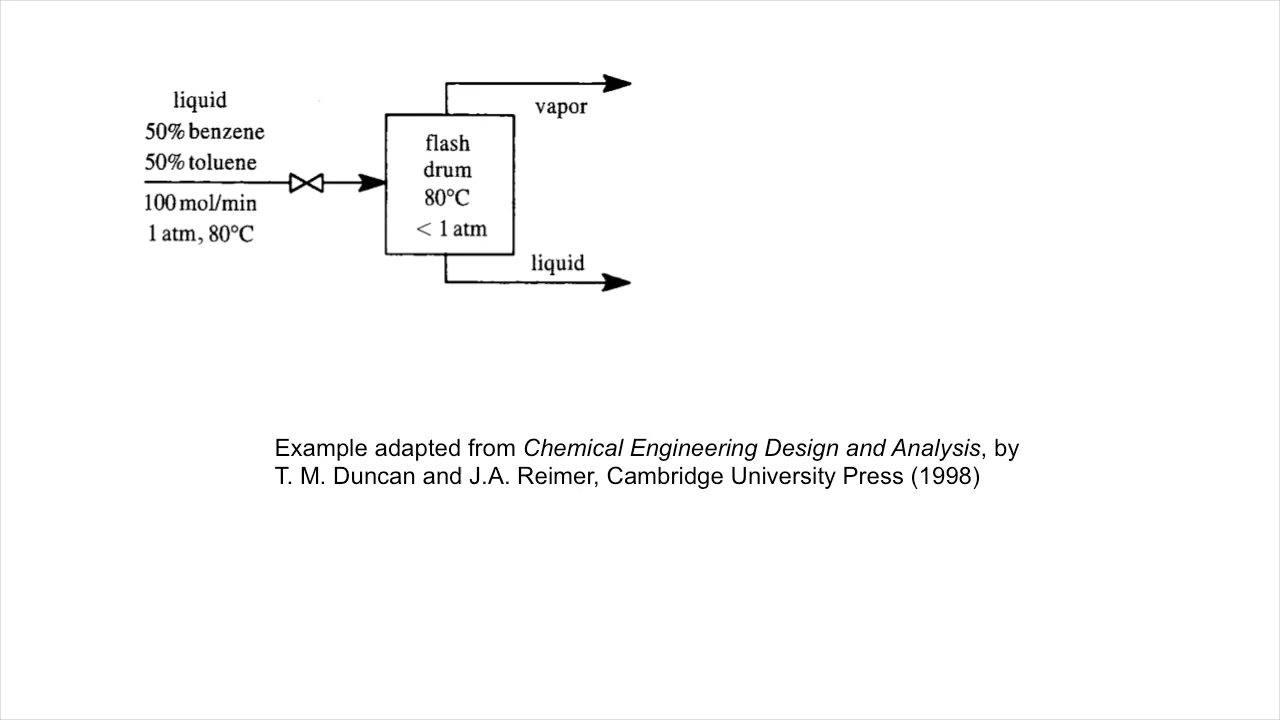 liquid
50% benzene
50% toluene
100 mol/min
1 atm, 80°C
flash
drum
80°C
< 1 atm
vapor
liquid
Example adapted from Chemical Engineering Design and Analysis, by
T. M. Duncan and J.A. Reimer, Cambridge University Press (1998)